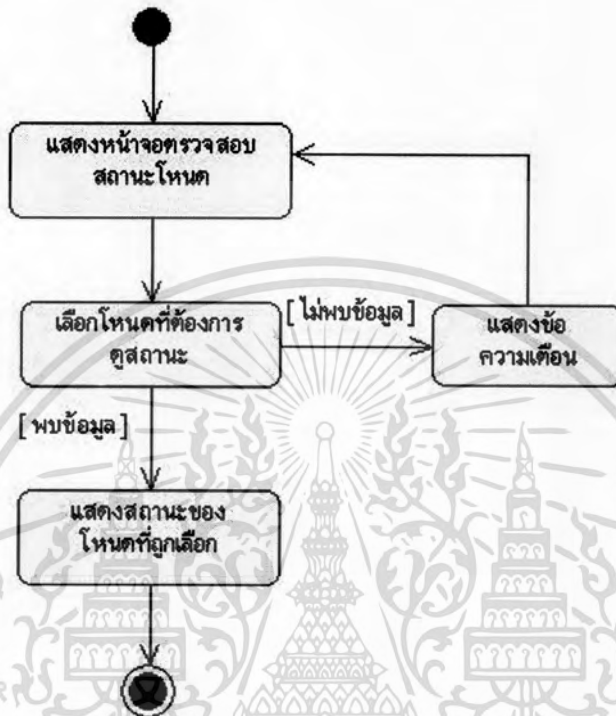 แสดงหน้าจอตรวจสอบ
สถานะโหนด
เลือกโหนดที่ต้องการ
ดูสถานะ
[ ไม่พบข้อมูล ]
แสดงข้อ
ความเตือน
[ พบข้อมูล ]
แสดงสถานะของ
โหนดที่ถูกเลือก